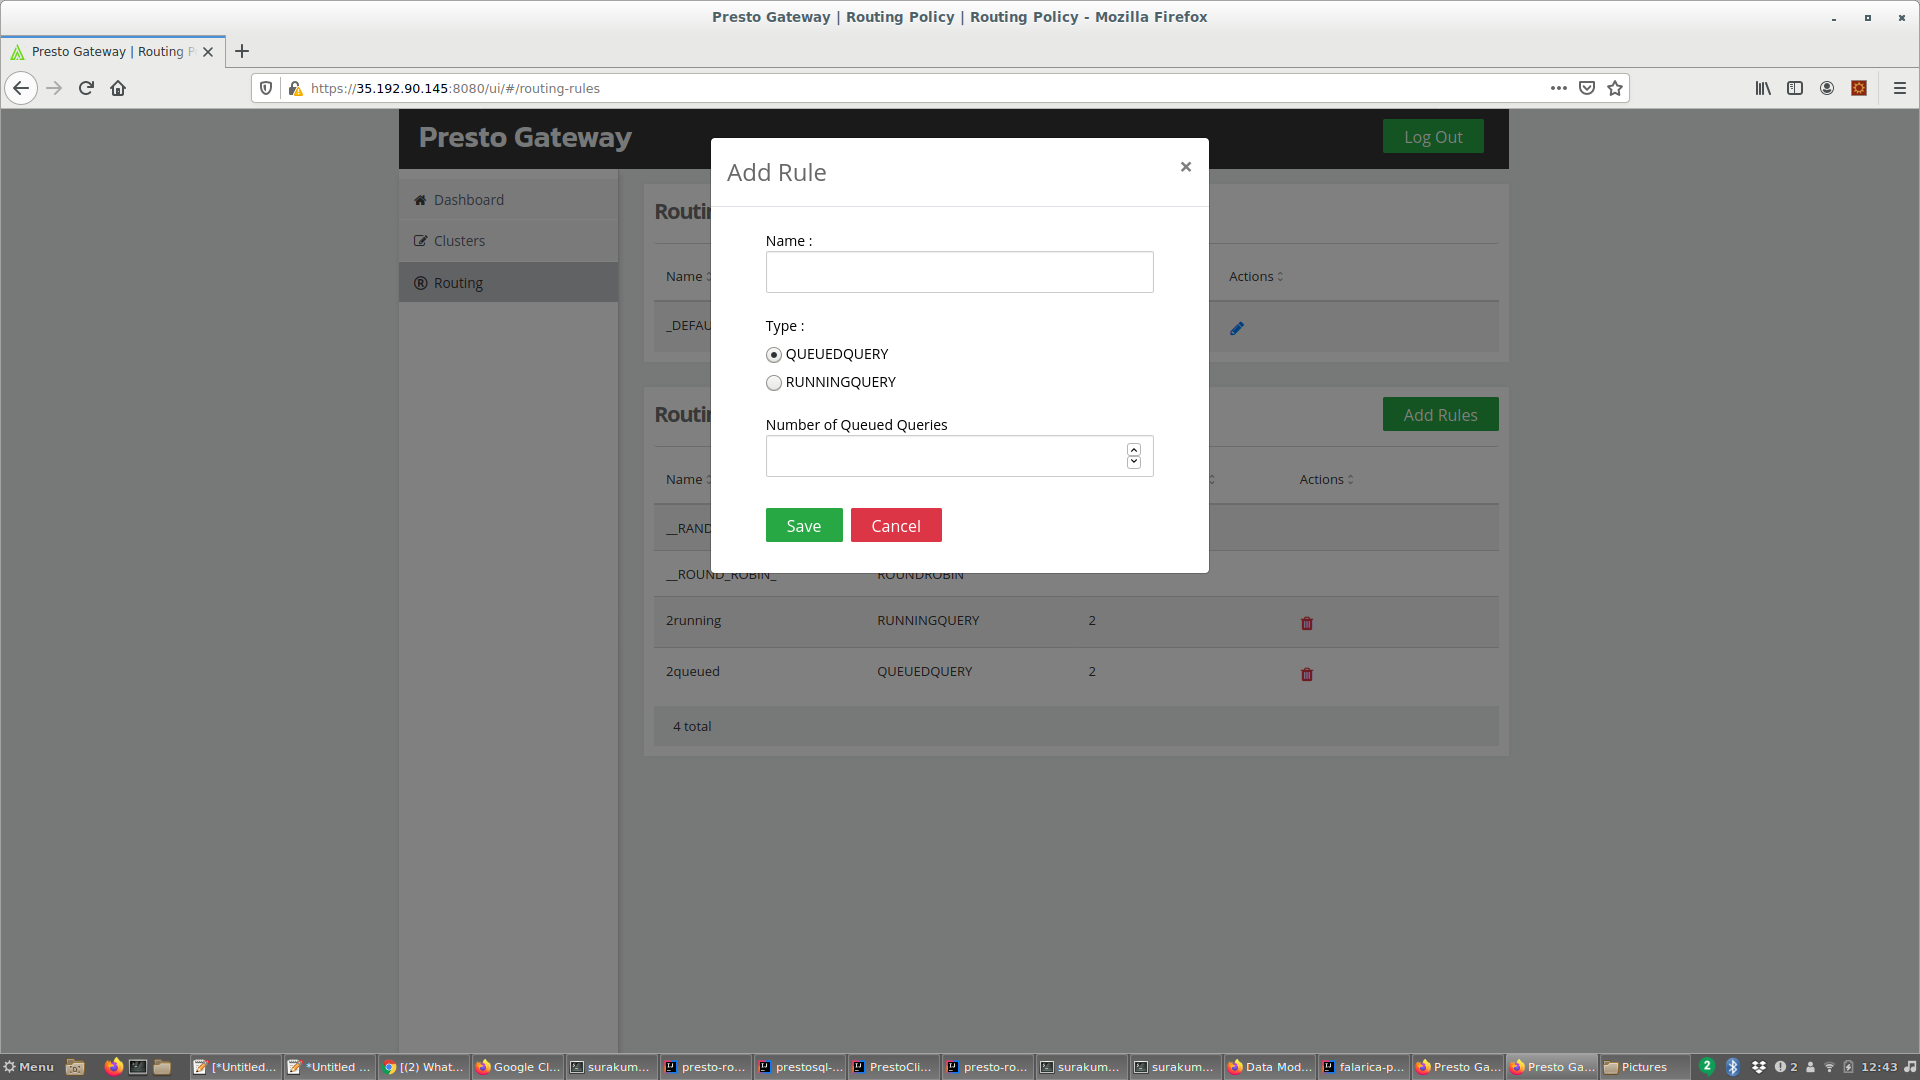 Presto Gateway | Routing Policy | Routing Policy - Mozilla Firefox
Presto Gateway | Routing P
https://35.192.90.145:8080/ui/#/routing-rules
Presto Gateway
Log Out
Add Rule
×
Dashboard
Clusters
Routing
Routin
Name
Actions
_DEFAU
Name :
Type :
QUEUEDQUERY
RUNNINGQUERY
Number of Queued Queries
Save
Cancel
Routin
Add Rules
Name
Actions
__RAND
__ROUND_ROBIN_ ROUNDROBIN
2running RUNNINGQUERY 2
2queued QUEUEDQUERY 2
4 total
Menu [*Untitled... *Untitled ... [(2) What... Google Cl... surakum... presto-ro... prestosql-... PrestoCli... presto-ro... surakum... surakum... Data Mod... falarica-p... Presto Ga... Presto Ga... Pictures 2 2 12:43